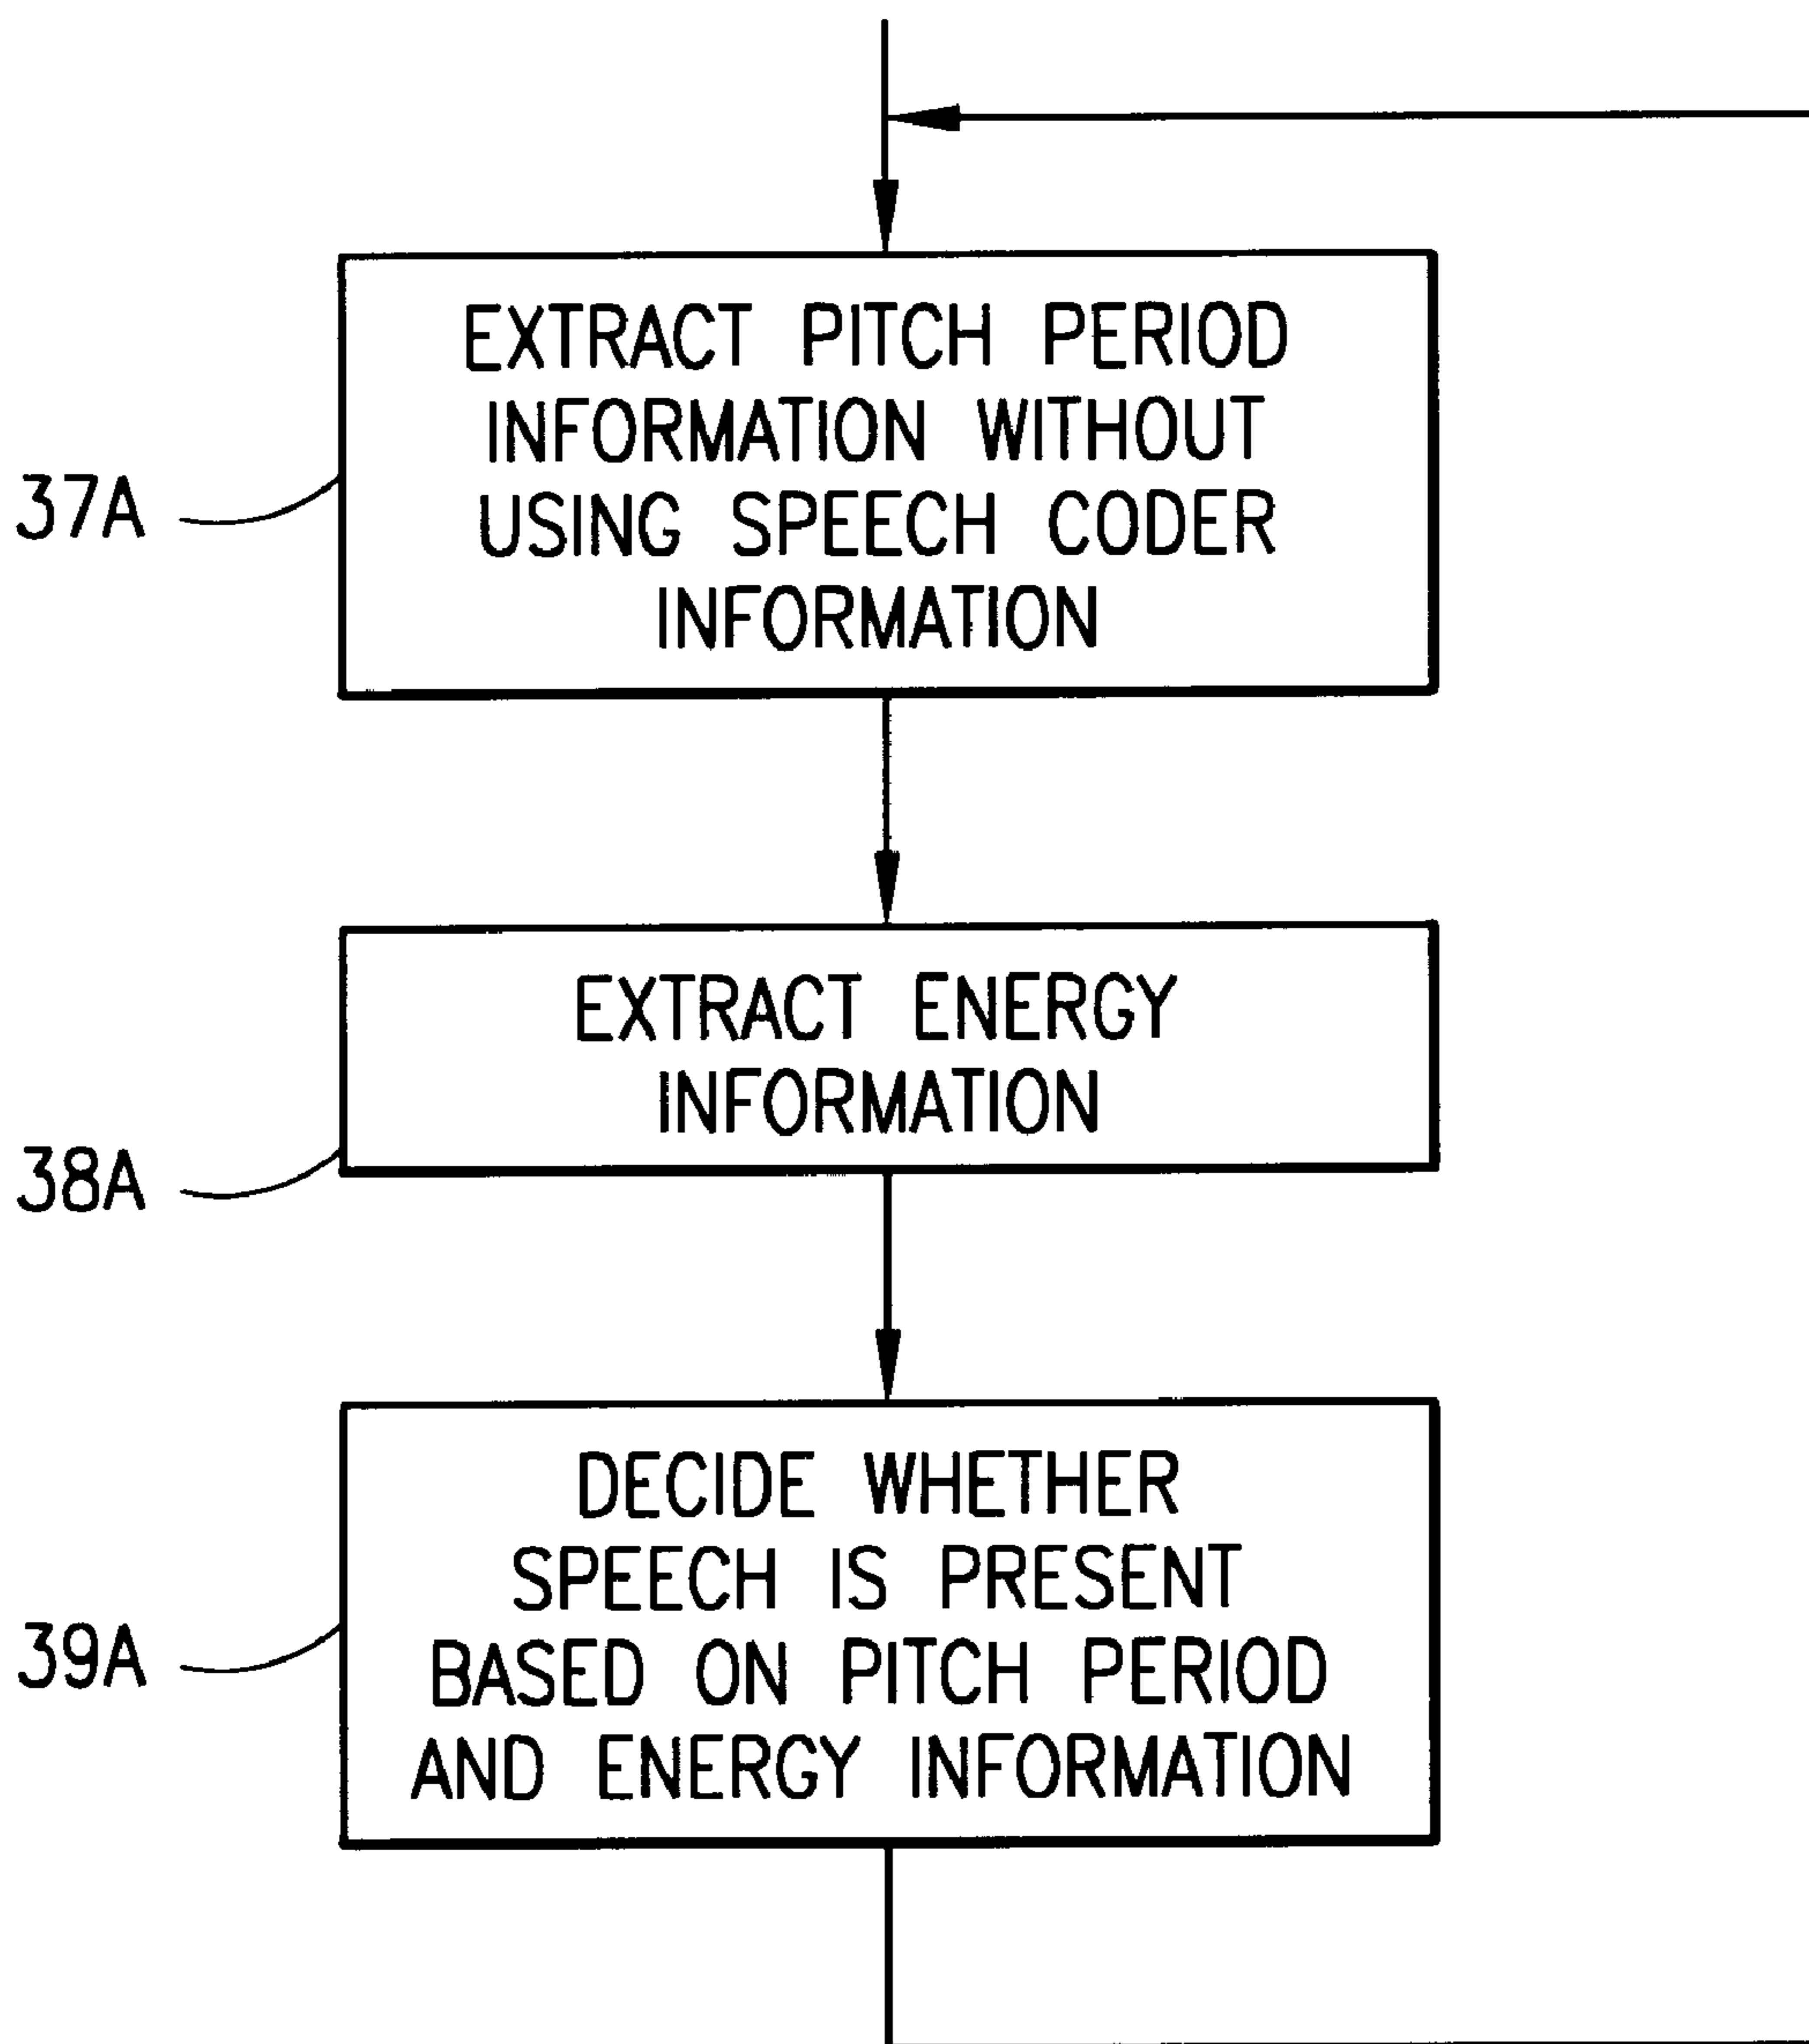 EXTRACT PITCH PERIOD
INFORMATION WITHOUT
USING SPEECH CODER
INFORMATION
37A
EXTRACT ENERGY
INFORMATION
38A
DECIDE WHETHER
SPEECH IS PRESENT
BASED ON PITCH PERIOD
AND ENERGY INFORMATION
39A